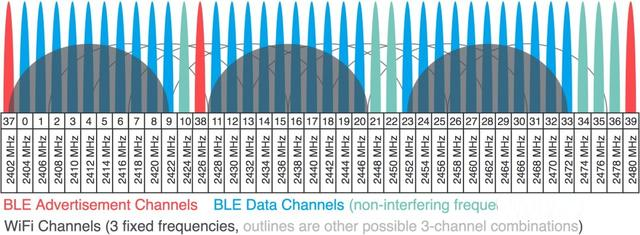 37 0 1 2 3 4 5 6 7 8 9 10 38 11 12 13 14 15 16 17 18 19 20 21 22 23 24 25 26 27 28 29 30 31 32 33 34 35 36 39
2402 MHz 2404 MHz 2406 MHz 2408 MHz 2410 MHz 2412 MHz 2414 MHz 2416 MHz 2418 MHz 2420 MHz 2422 MHz 2424 MHz 2426 MHz 2428 MHz 2430 MHz 2432 MHz 2434 MHz 2436 MHz 2438 MHz 2440 MHz 2442 MHz 2444 MHz 2446 MHz 2448 MHz 2450 MHz 2452 MHz 2454 MHz 2456 MHz 2458 MHz 2460 MHz 2462 MHz 2464 MHz 2466 MHz 2468 MHz 2470 MHz 2472 MHz 2474 MHz 2476 MHz 2478 MHz 2480 MHz
BLE Advertisement Channels BLE Data Channels (non-interfering freque
WiFi Channels (3 fixed frequencies, outlines are other possible 3-channel combinations)